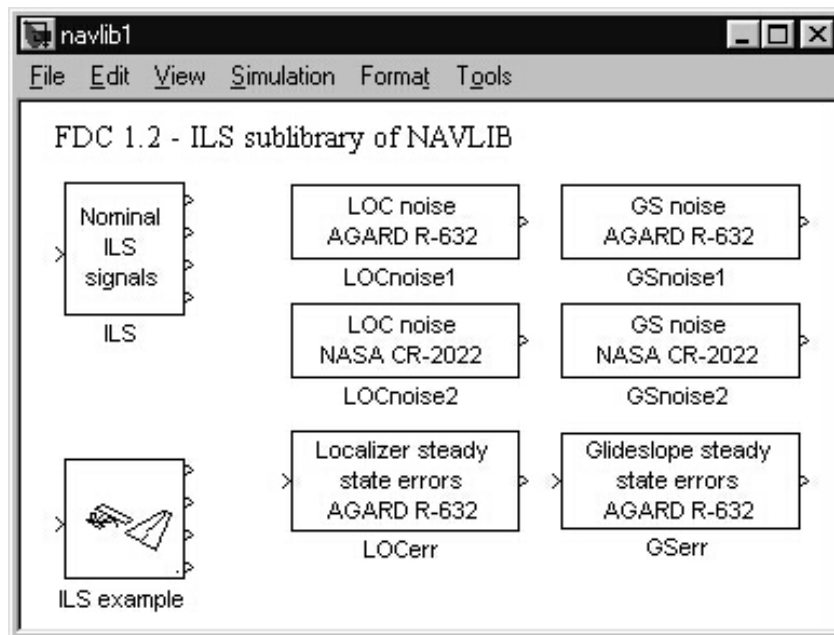 navlib1
File Edit View Simulation Format Tools
FDC 1.2 - ILS sublibrary of NAVLIB
Nominal
ILS
signals
ILS
LOC noise
AGARD R-632
LOCnoise1
GS noise
AGARD R-632
GSnoise1
LOC noise
NASA CR-2022
LOCnoise2
GS noise
NASA CR-2022
GSnoise2
ILS example
Localizer steady
state errors
AGARD R-632
LOCerr
Glideslope steady
state errors
AGARD R-632
GSerr